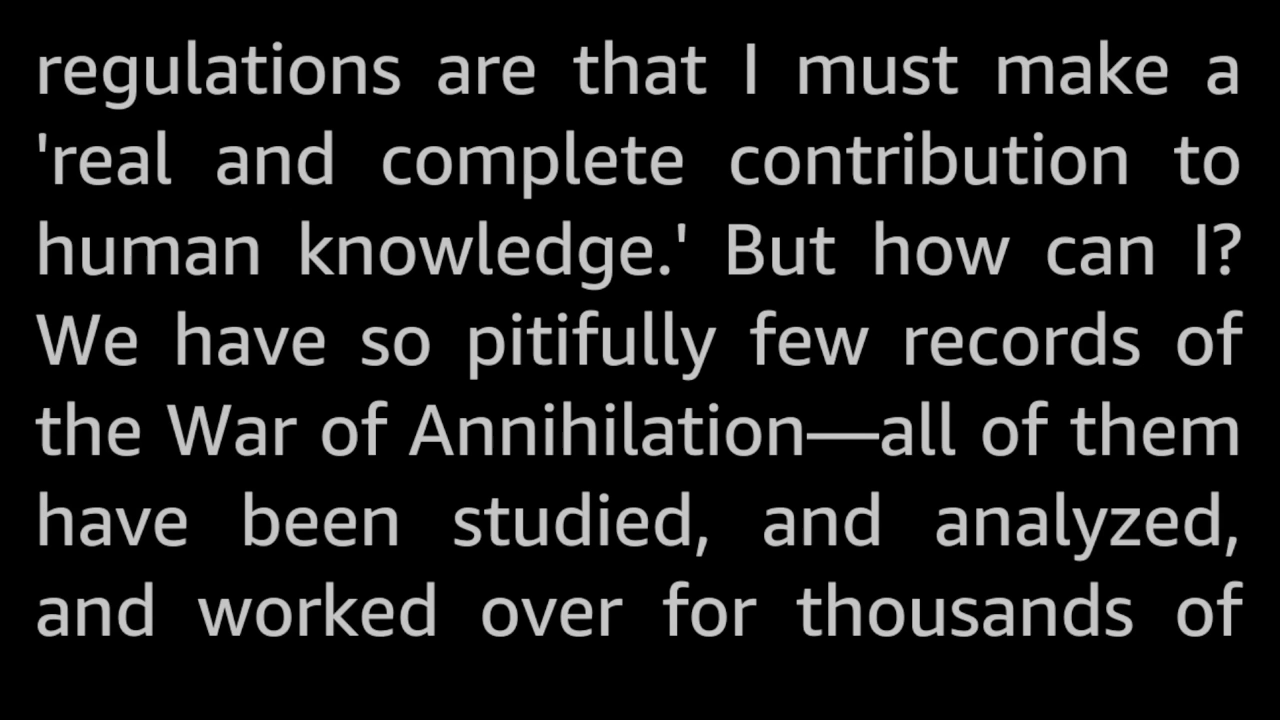 regulations are that I must make a
'real and complete contribution to
human knowledge.' But how can I?
We have so pitifully few records of
the War of Annihilation—all of them
have been studied, and analyzed,
and worked over for thousands of